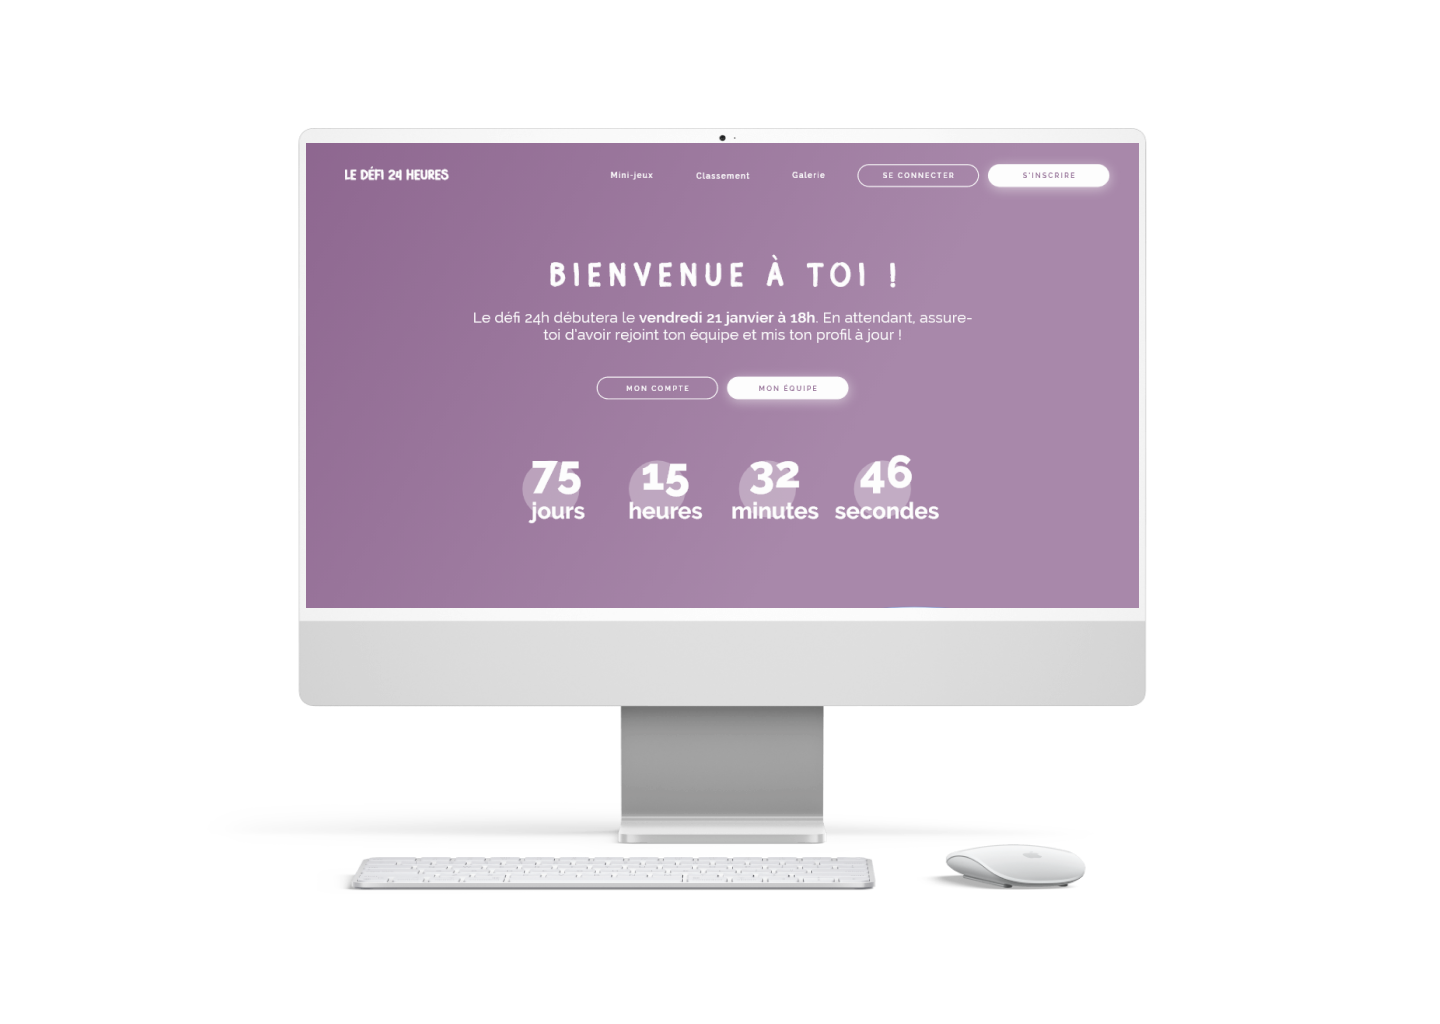 LE DÉFI 24 HEURES
Mini-jeux
Classement
Galerie
SE CONNECTER
S'INSCRIRE
BIENVENUE À TOI !
Le défi 24h débutera le vendredi 21 janvier à 18h. En attendant, assure-
toi d'avoir rejoint ton équipe et mis ton profil à jour !
MON COMPTE
MON ÉQUIPE
75
jours
15
heures
32
minutes
46
secondes